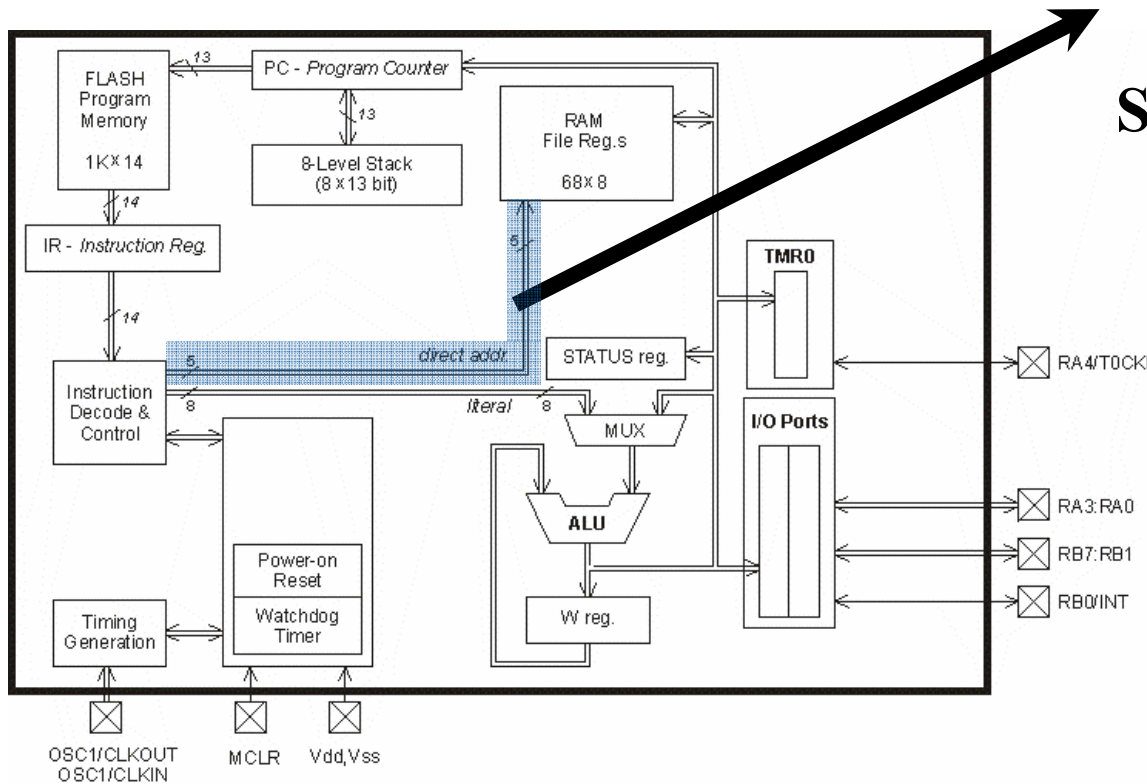 13
PC - Program Counter
FLASH
Program
Memory
1K X 14
13
8-Level Stack
(8 X 13 bit)
RAM
File Reg.s
68X 8
S
14
IR - Instruction Reg.
14
5
TMR0
direct addr.
5
STATUS reg.
RA4/TOCK
Instruction
Decode &
Control
8
literal
8
MUX
I/O Ports
ALU
RA3:RA0
RB7:RB1
RB0/INT
Power-on
Reset
Watchdog
Timer
W reg.
Timing
Generation
OSC1/CLKOUT
OSC1/CLKIN
MCLR
Vdd,Vss